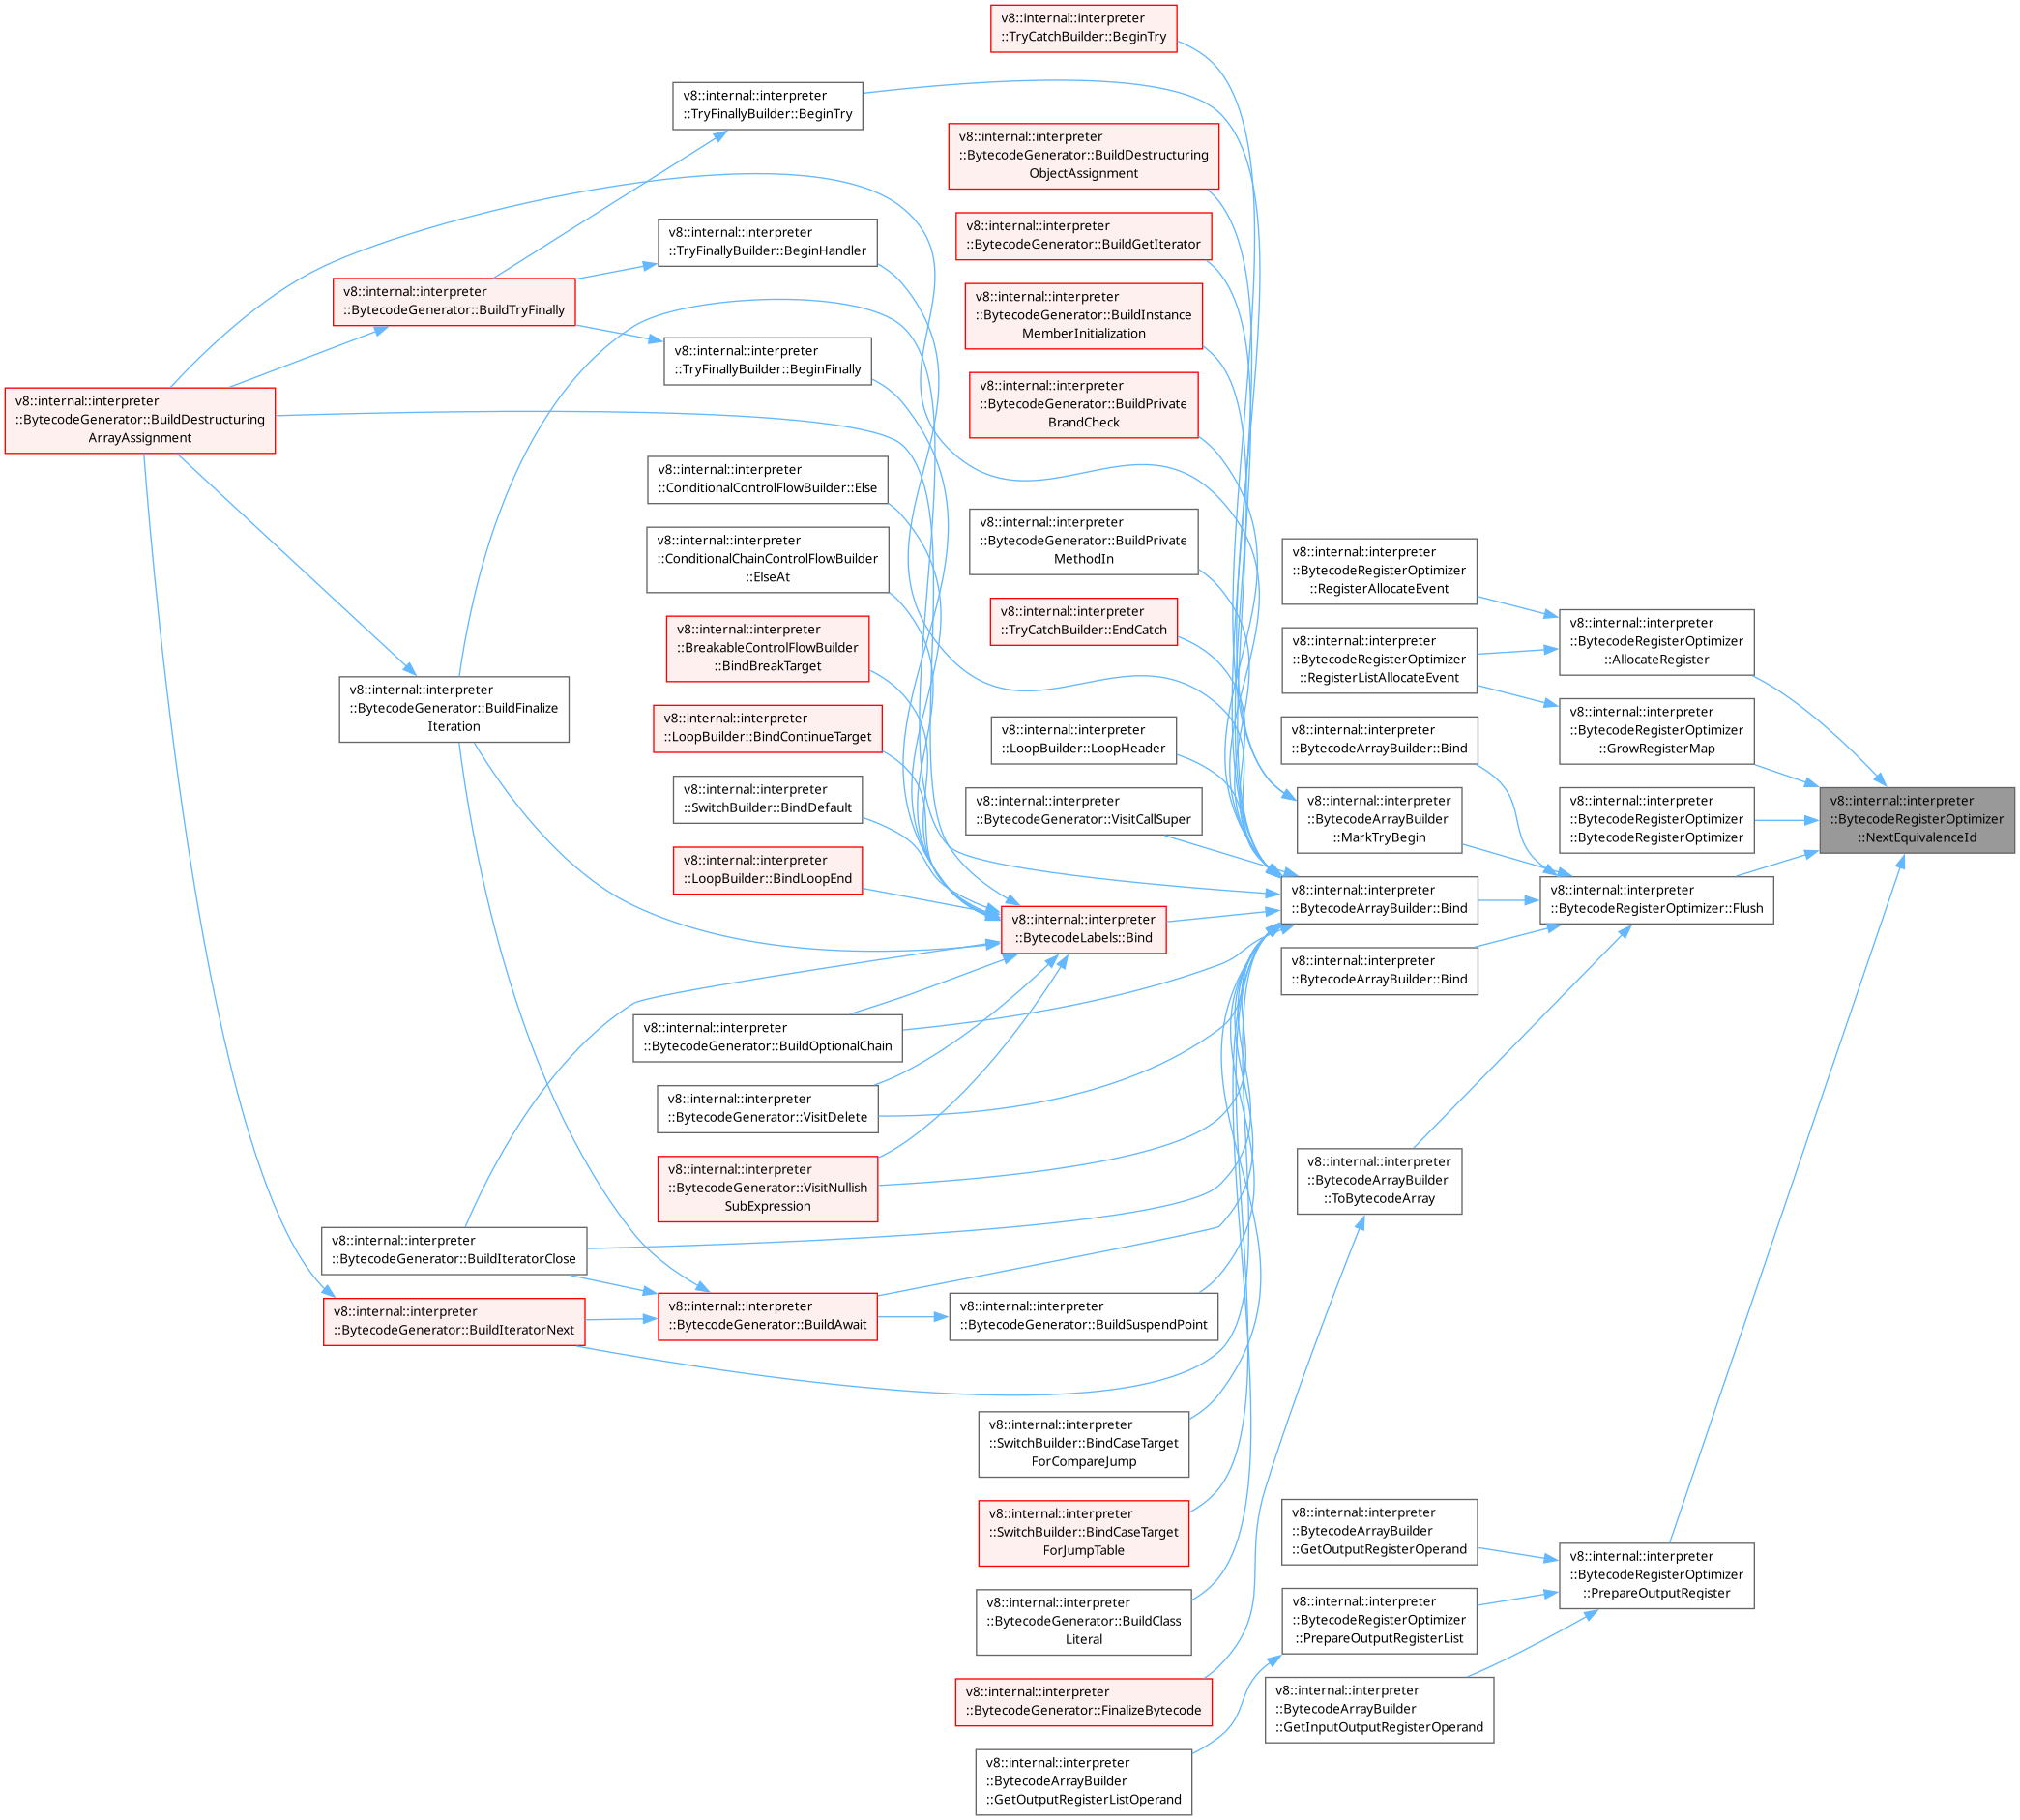 v8::internal::interpreter
::TryCatchBuilder::BeginTry
v8::internal::interpreter
::TryFinallyBuilder::BeginTry
v8::internal::interpreter
::BytecodeGenerator::BuildDestructuring
ObjectAssignment
v8::internal::interpreter
::BytecodeGenerator::BuildGetIterator
v8::internal::interpreter
::TryFinallyBuilder::BeginHandler
v8::internal::interpreter
::BytecodeGenerator::BuildTryFinally
v8::internal::interpreter
::BytecodeGenerator::BuildInstance
MemberInitialization
v8::internal::interpreter
::TryFinallyBuilder::BeginFinally
v8::internal::interpreter
::BytecodeGenerator::BuildDestructuring
ArrayAssignment
v8::internal::interpreter
::BytecodeGenerator::BuildPrivate
BrandCheck
v8::internal::interpreter
::ConditionalControlFlowBuilder::Else
v8::internal::interpreter
::BytecodeGenerator::BuildPrivate
MethodIn
v8::internal::interpreter
::ConditionalChainControlFlowBuilder
::ElseAt
v8::internal::interpreter
::BytecodeRegisterOptimizer
::RegisterAllocateEvent
v8::internal::interpreter
::TryCatchBuilder::EndCatch
v8::internal::interpreter
::BytecodeRegisterOptimizer
::AllocateRegister
v8::internal::interpreter
::BreakableControlFlowBuilder
::BindBreakTarget
v8::internal::interpreter
::BytecodeRegisterOptimizer
::RegisterListAllocateEvent
v8::internal::interpreter
::BytecodeGenerator::BuildFinalize
Iteration
v8::internal::interpreter
::LoopBuilder::BindContinueTarget
v8::internal::interpreter
::LoopBuilder::LoopHeader
v8::internal::interpreter
::BytecodeArrayBuilder::Bind
v8::internal::interpreter
::BytecodeRegisterOptimizer
::GrowRegisterMap
v8::internal::interpreter
::SwitchBuilder::BindDefault
v8::internal::interpreter
::BytecodeGenerator::VisitCallSuper
v8::internal::interpreter
::BytecodeArrayBuilder
::MarkTryBegin
v8::internal::interpreter
::BytecodeRegisterOptimizer
::BytecodeRegisterOptimizer
v8::internal::interpreter
::BytecodeRegisterOptimizer
::NextEquivalenceId
v8::internal::interpreter
::LoopBuilder::BindLoopEnd
v8::internal::interpreter
::BytecodeLabels::Bind
v8::internal::interpreter
::BytecodeArrayBuilder::Bind
v8::internal::interpreter
::BytecodeRegisterOptimizer::Flush
v8::internal::interpreter
::BytecodeArrayBuilder::Bind
v8::internal::interpreter
::BytecodeGenerator::BuildOptionalChain
v8::internal::interpreter
::BytecodeGenerator::VisitDelete
v8::internal::interpreter
::BytecodeGenerator::VisitNullish
SubExpression
v8::internal::interpreter
::BytecodeArrayBuilder
::ToBytecodeArray
v8::internal::interpreter
::BytecodeGenerator::BuildIteratorClose
v8::internal::interpreter
::BytecodeGenerator::BuildIteratorNext
v8::internal::interpreter
::BytecodeGenerator::BuildAwait
v8::internal::interpreter
::BytecodeGenerator::BuildSuspendPoint
v8::internal::interpreter
::SwitchBuilder::BindCaseTarget
ForCompareJump
v8::internal::interpreter
::SwitchBuilder::BindCaseTarget
ForJumpTable
v8::internal::interpreter
::BytecodeArrayBuilder
::GetOutputRegisterOperand
v8::internal::interpreter
::BytecodeRegisterOptimizer
::PrepareOutputRegister
v8::internal::interpreter
::BytecodeGenerator::BuildClass
Literal
v8::internal::interpreter
::BytecodeRegisterOptimizer
::PrepareOutputRegisterList
v8::internal::interpreter
::BytecodeGenerator::FinalizeBytecode
v8::internal::interpreter
::BytecodeArrayBuilder
::GetInputOutputRegisterOperand
v8::internal::interpreter
::BytecodeArrayBuilder
::GetOutputRegisterListOperand